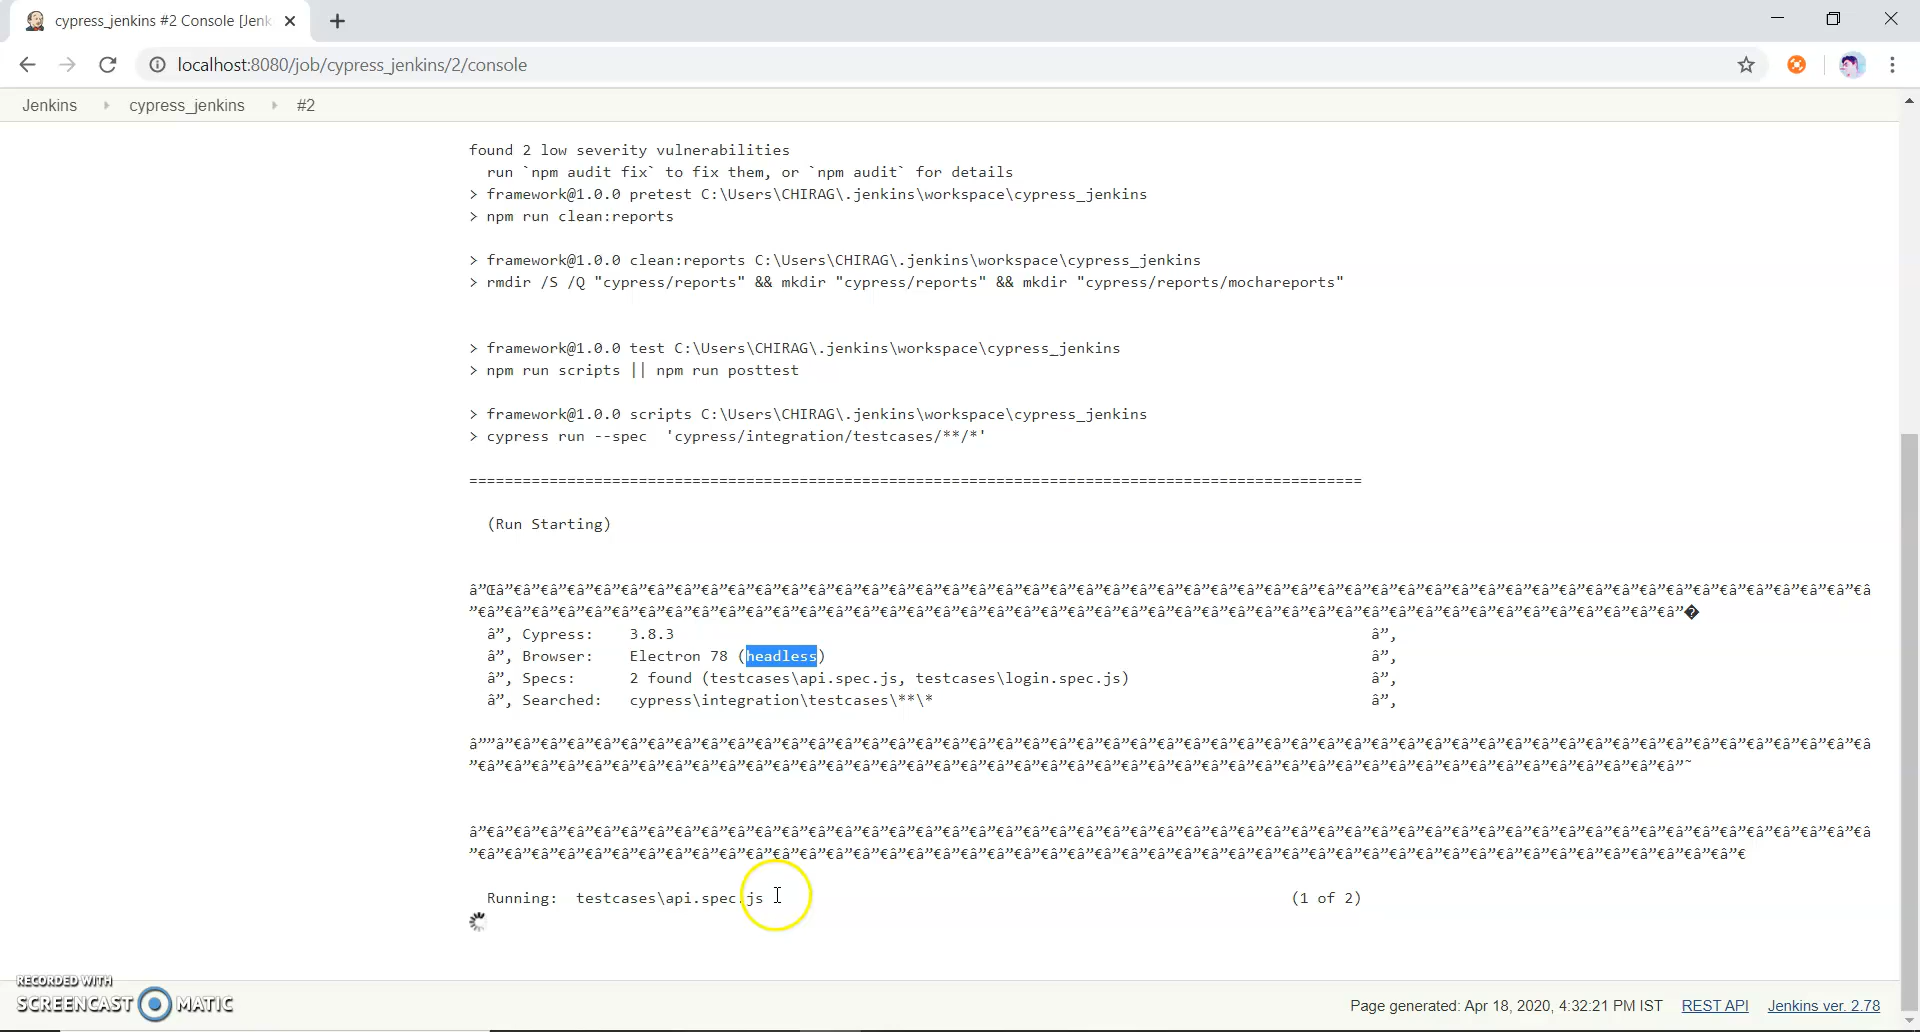 cypress_jenkins #2 Console [Jenk
localhost:8080/job/cypress_jenkins/2/console
Jenkins cypress_jenkins #2
found 2 low severity vulnerabilities
run `npm audit fix` to fix them, or `npm audit` for details
> framework@1.0.0 pretest C:\Users\CHIRAG\.jenkins\workspace\cypress_jenkins
> npm run clean:reports
> framework@1.0.0 clean:reports C:\Users\CHIRAG\.jenkins\workspace\cypress_jenkins
> rmdir /S /Q "cypress/reports" && mkdir "cypress/reports" && mkdir "cypress/reports/mochareports"
> framework@1.0.0 test C:\Users\CHIRAG\.jenkins\workspace\cypress_jenkins
> npm run scripts || npm run posttest
> framework@1.0.0 scripts C:\Users\CHIRAG\.jenkins\workspace\cypress_jenkins
> cypress run --spec 'cypress/integration/testcases/**/*'
====================================================================================================
(Run Starting)
â”‚ Cypress: 3.8.3 â”‚
â”‚ Browser: Electron 78 (headless) â”‚
â”‚ Specs: 2 found (testcases\api.spec.js, testcases\login.spec.js) â”‚
â”‚ Searched: cypress\integration\testcases\**\* â”‚
Running: testcases\api.spec.js (1 of 2)
RECORDED WITH
SCREENCAST MATIC
Page generated: Apr 18, 2020, 4:32:21 PM IST REST API Jenkins ver. 2.78